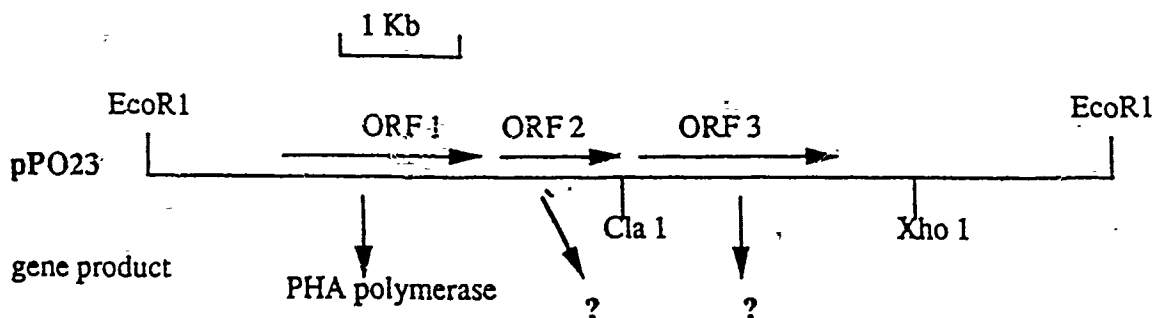 1 Kb
EcoR1 EcoR1
ORF 1 ORF 2 ORF 3
pPO23
Cla 1 Xho 1
gene product
PHA polymerase ? ?